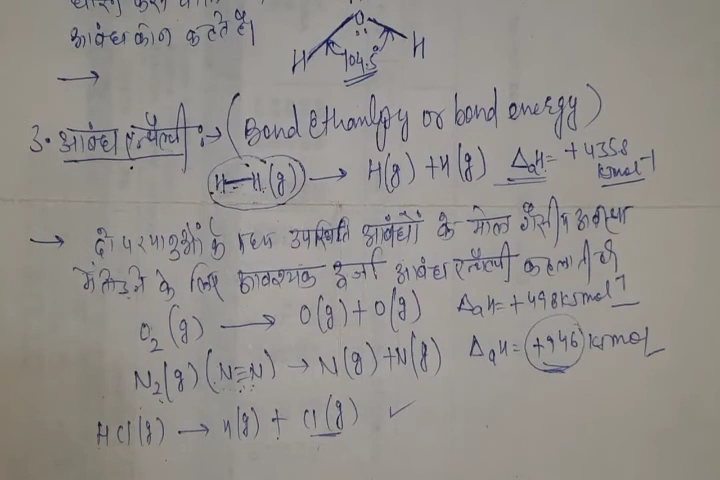 आबंध कोन कहते है।
O
H H
104.5°
3. आबंध एन्थैल्पी :→ (Bond Ethanlpy or bond energy)
H—H(g) → H(g) + H(g) ΔaH = +435.8 kJ mol⁻¹
→ दो परमाणुओं के मध्य उपस्थिति आबंधों के मोल गैसीय अवस्था
में तोड़ने के लिए आवश्यक ऊर्जा आबंध एन्थैल्पी कहलाती है
O₂(g) → O(g) + O(g) ΔaH = +498 kJ mol⁻¹
N₂(g) (N≡N) → N(g) + N(g) ΔaH = +946 kJ mol
HCl(g) → H(g) + Cl(g) ✓